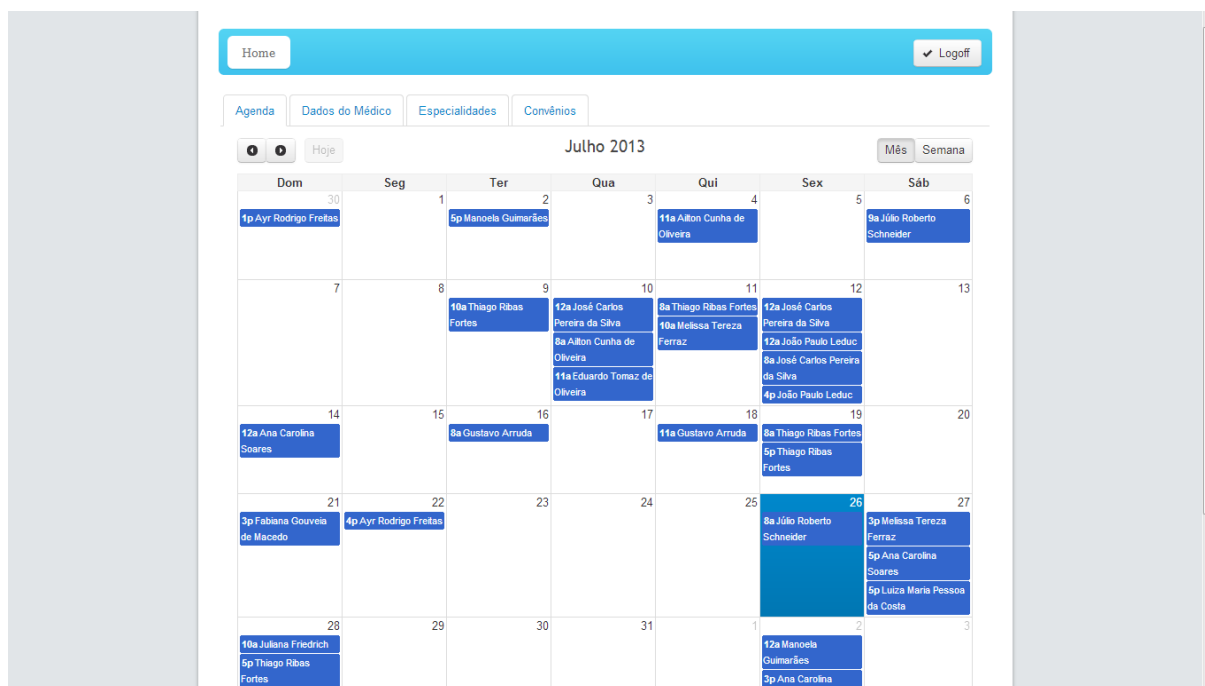 Home
Logoff
Agenda
Dados do Médico
Especialidades
Convênios
Hoje
Julho 2013
Mês
Semana
Dom Seg Ter Qua Qui Sex Sáb
30
1p Ayr Rodrigo Freitas
1
2
5p Manoela Guimarães
3
4
11a Ailton Cunha de
Oliveira
5
6
9a Júlio Roberto
Schneider
7
8
9
10a Thiago Ribas
Fortes
10
12a José Carlos
Pereira da Silva
8a Ailton Cunha de
Oliveira
11a Eduardo Tomaz de
Oliveira
11
8a Thiago Ribas Fortes
10a Melissa Tereza
Ferraz
12
12a José Carlos
Pereira da Silva
12a João Paulo Leduc
8a José Carlos Pereira
da Silva
4p João Paulo Leduc
13
14
12a Ana Carolina
Soares
15
16
8a Gustavo Arruda
17
18
11a Gustavo Arruda
19
8a Thiago Ribas Fortes
5p Thiago Ribas
Fortes
20
21
3p Fabiana Gouveia
de Macedo
22
4p Ayr Rodrigo Freitas
23
24
25
26
8a Júlio Roberto
Schneider
27
3p Melissa Tereza
Ferraz
5p Ana Carolina
Soares
5p Luiza Maria Pessoa
da Costa
28
10a Juliana Friedrich
5p Thiago Ribas
Fortes
29
30
31
1
2
12a Manoela
Guimarães
3p Ana Carolina
3